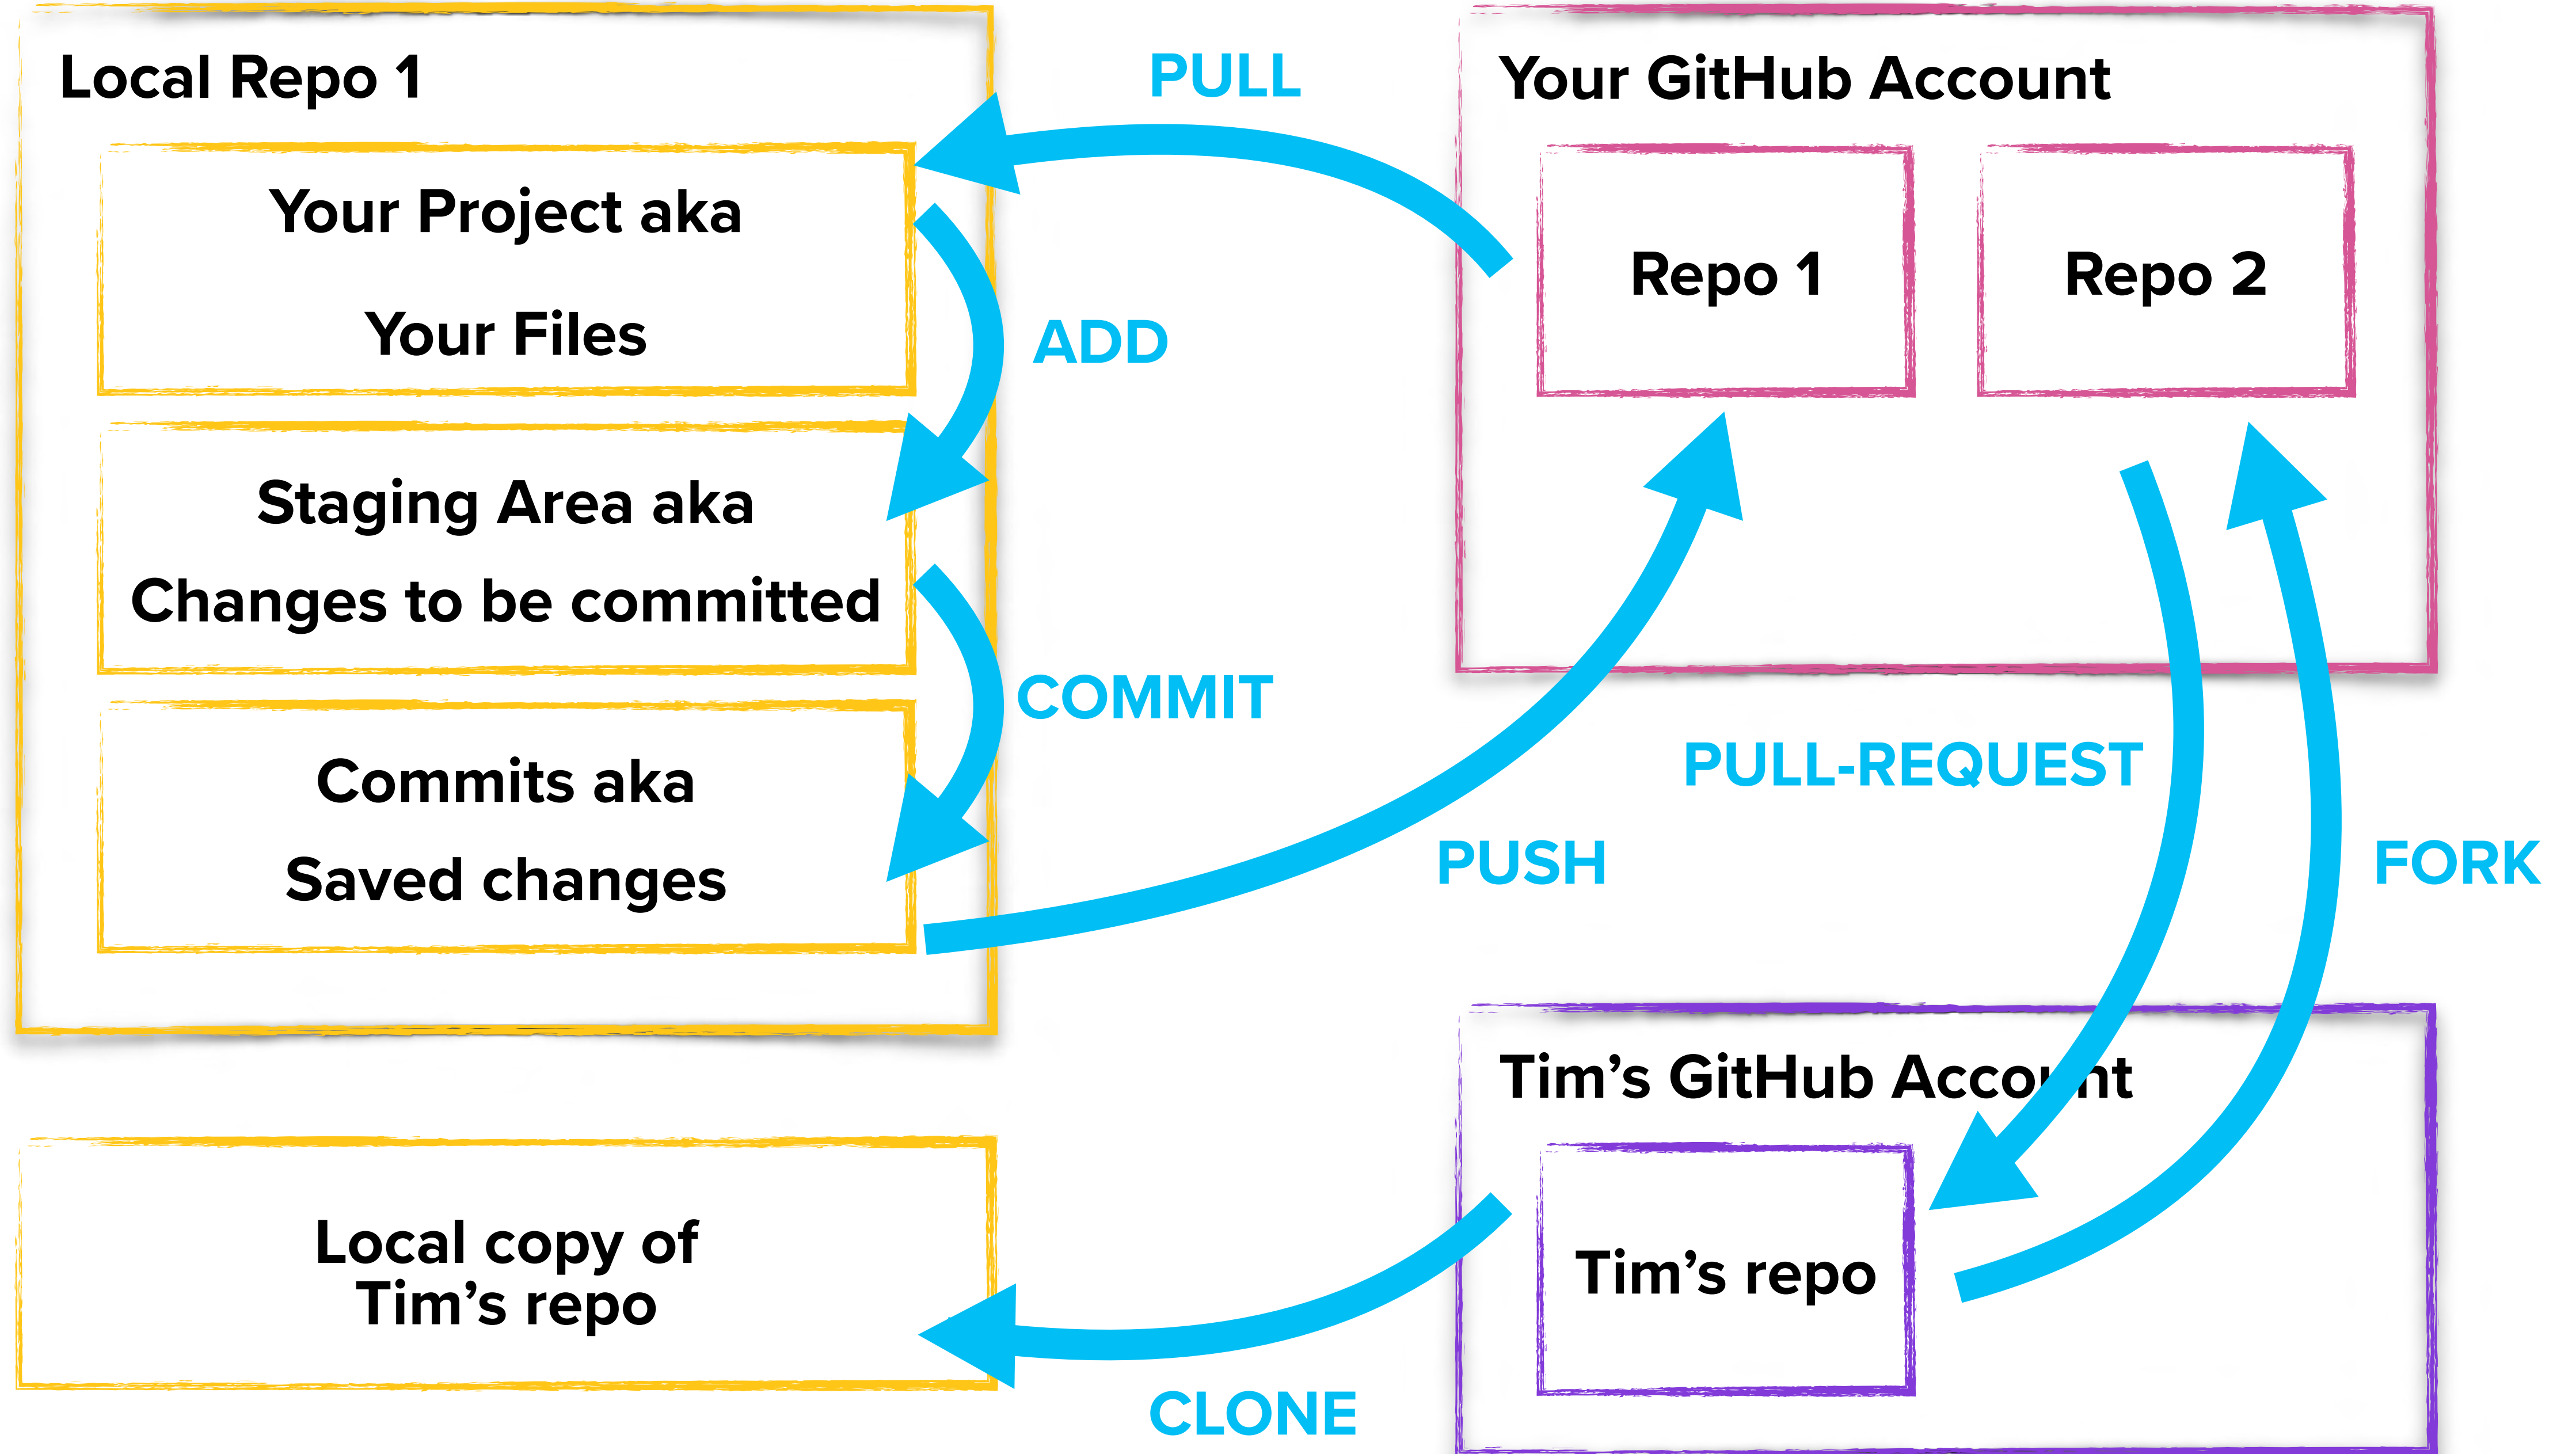 Local Repo 1
Your Project aka
Your Files
Staging Area aka
Changes to be committed
Commits aka
Saved changes
Local copy of
Tim’s repo
PULL
ADD
COMMIT
PUSH
CLONE
Your GitHub Account
Repo 1
Repo 2
PULL-REQUEST
FORK
Tim’s GitHub Account
Tim’s repo